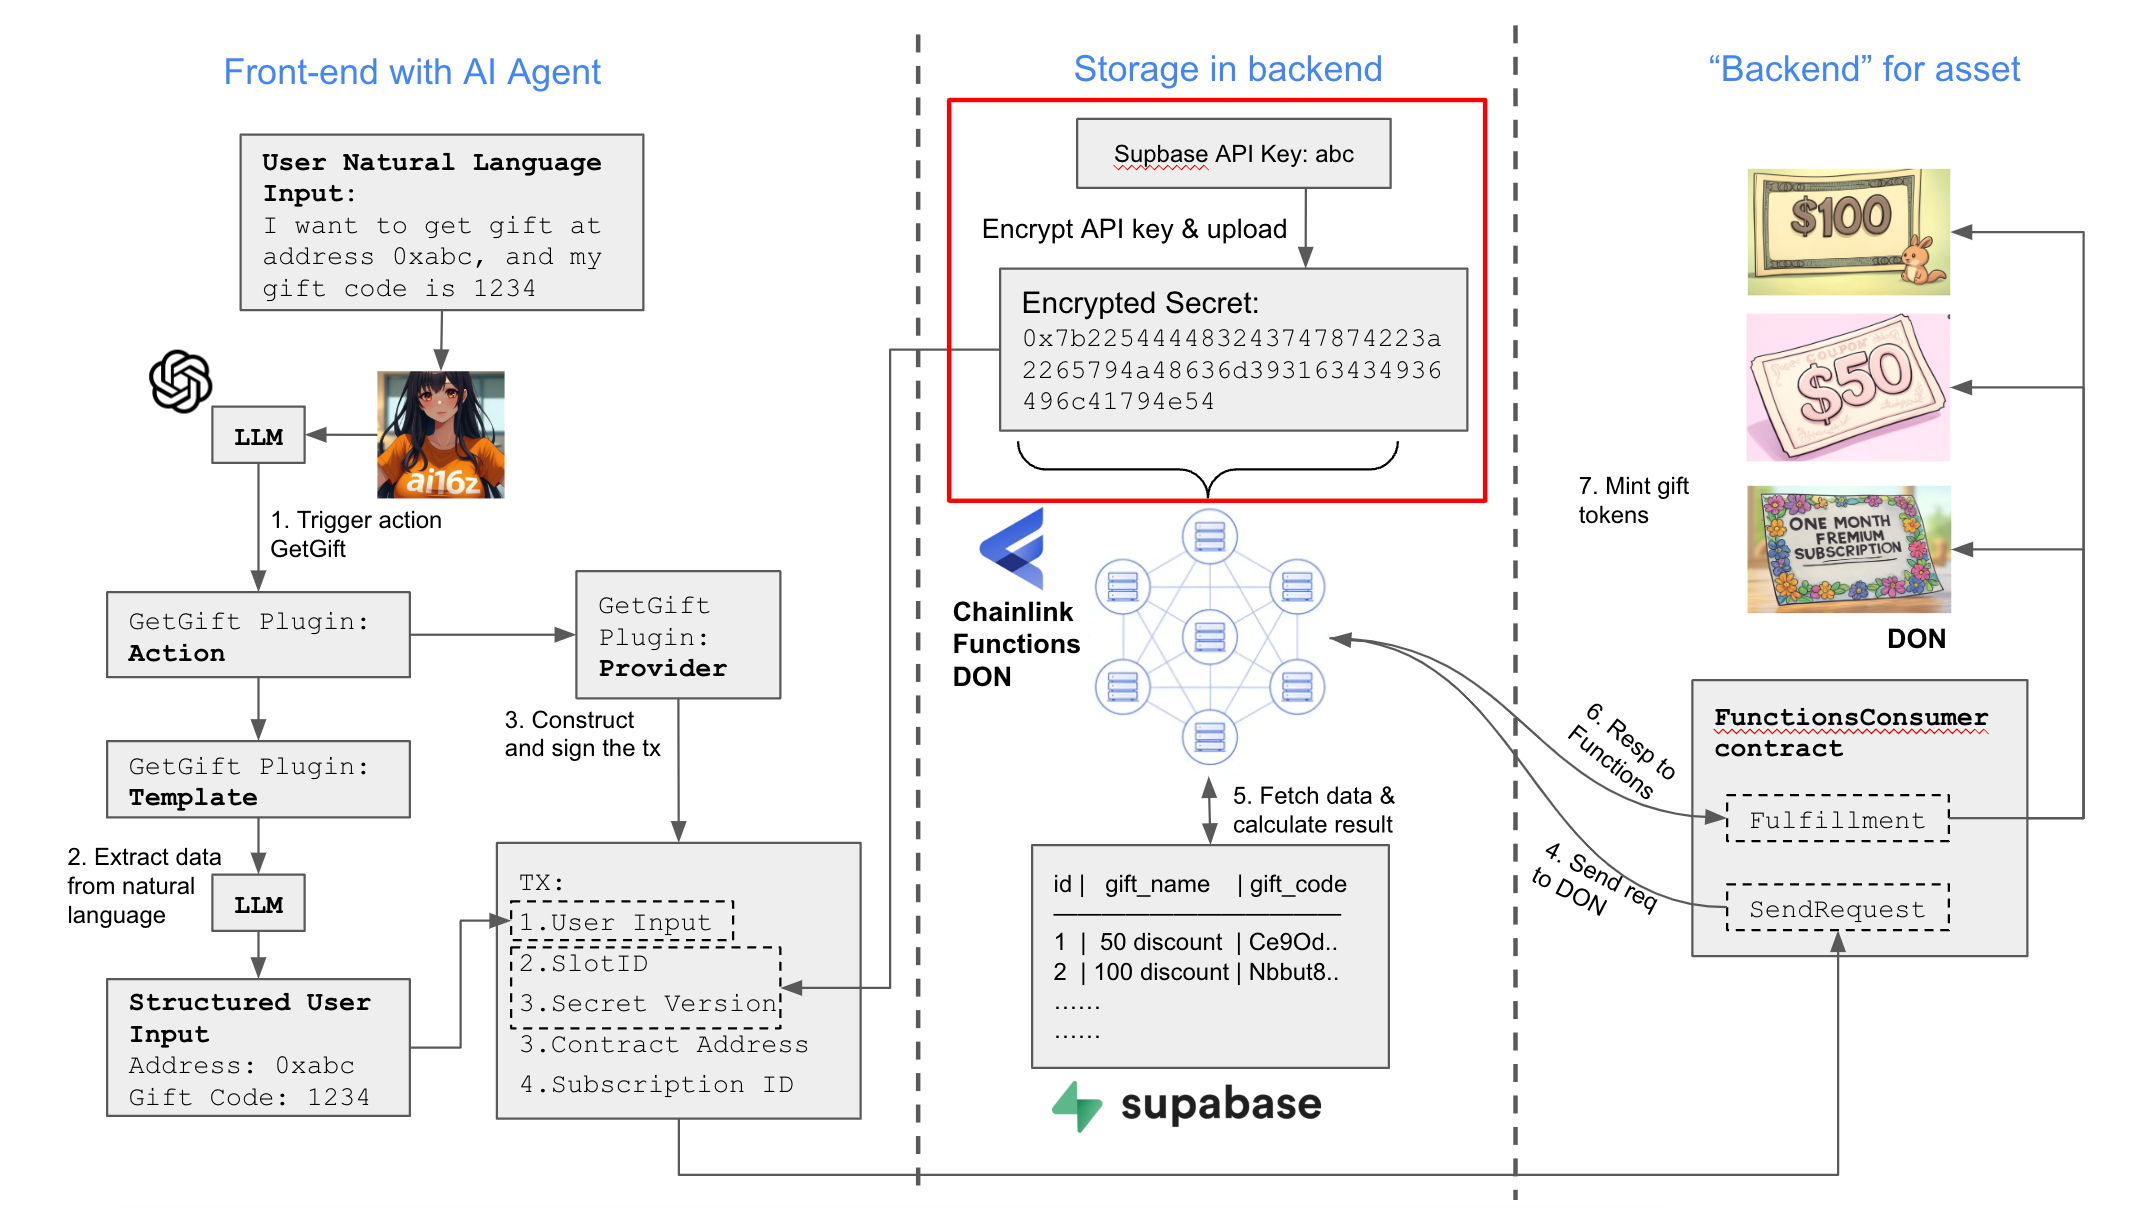 Front-end with AI Agent
User Natural Language
Input:
I want to get gift at
address 0xabc, and my
gift code is 1234
LLM
ai16z
1. Trigger action
GetGift
GetGift Plugin:
Action
GetGift
Plugin:
Provider
3. Construct
and sign the tx
GetGift Plugin:
Template
2. Extract data
from natural
language
LLM
Structured User
Input
Address: 0xabc
Gift Code: 1234
TX:
1.User Input
2.SlotID
3.Secret Version
3.Contract Address
4.Subscription ID
Storage in backend
Supbase API Key: abc
Encrypt API key & upload
Encrypted Secret:
0x7b225444483243747874223a
2265794a48636d393163434936
496c41794e54
Chainlink
Functions
DON
5. Fetch data &
calculate result
id | gift_name | gift_code
1 | 50 discount | Ce9Od..
2 | 100 discount | Nbbut8..
......
......
supabase
“Backend” for asset
$100
COUPON
$50
ONE MONTH
FREMIUM
SUBSCRIPTION
7. Mint gift
tokens
DON
FunctionsConsumer
contract
Fulfillment
SendRequest
6. Resp to
Functions
4. Send req
to DON